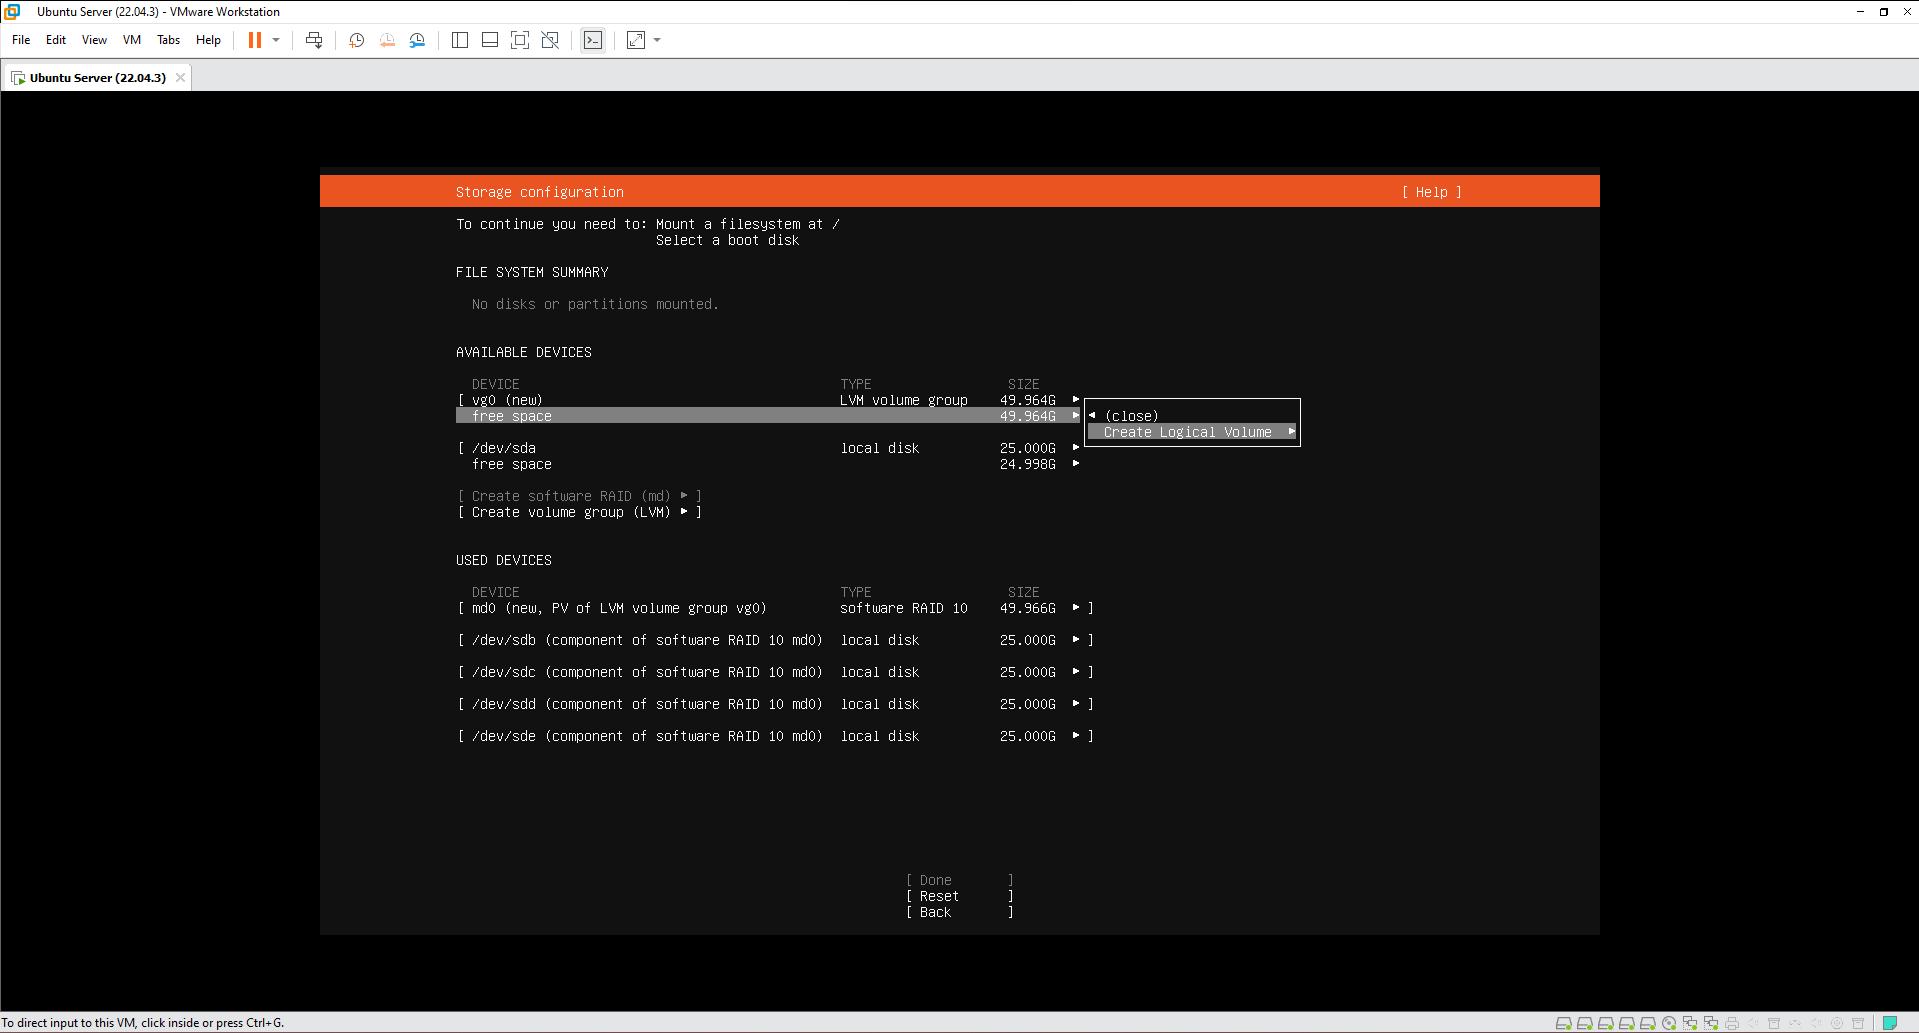 Ubuntu Server (22.04.3) - VMware Workstation
File Edit View VM Tabs Help
Ubuntu Server (22.04.3)
Storage configuration [ Help ]
To continue you need to: Mount a filesystem at /
Select a boot disk
FILE SYSTEM SUMMARY
No disks or partitions mounted.
AVAILABLE DEVICES
DEVICE TYPE SIZE
[ vg0 (new) LVM volume group 49.964G ▸
free space 49.964G ▸ ◂ (close)
Create Logical Volume ▸
[ /dev/sda local disk 25.000G ▸
free space 24.998G ▸
[ Create software RAID (md) ▸ ]
[ Create volume group (LVM) ▸ ]
USED DEVICES
DEVICE TYPE SIZE
[ md0 (new, PV of LVM volume group vg0) software RAID 10 49.966G ▸ ]
[ /dev/sdb (component of software RAID 10 md0) local disk 25.000G ▸ ]
[ /dev/sdc (component of software RAID 10 md0) local disk 25.000G ▸ ]
[ /dev/sdd (component of software RAID 10 md0) local disk 25.000G ▸ ]
[ /dev/sde (component of software RAID 10 md0) local disk 25.000G ▸ ]
[ Done ]
[ Reset ]
[ Back ]
To direct input to this VM, click inside or press Ctrl+G.